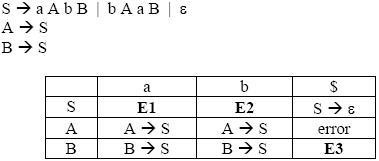 S → a A b B | b A a B | ε
A → S
B → S
a b $
S E1 E2 S → ε
A A → S A → S error
B B → S B → S E3